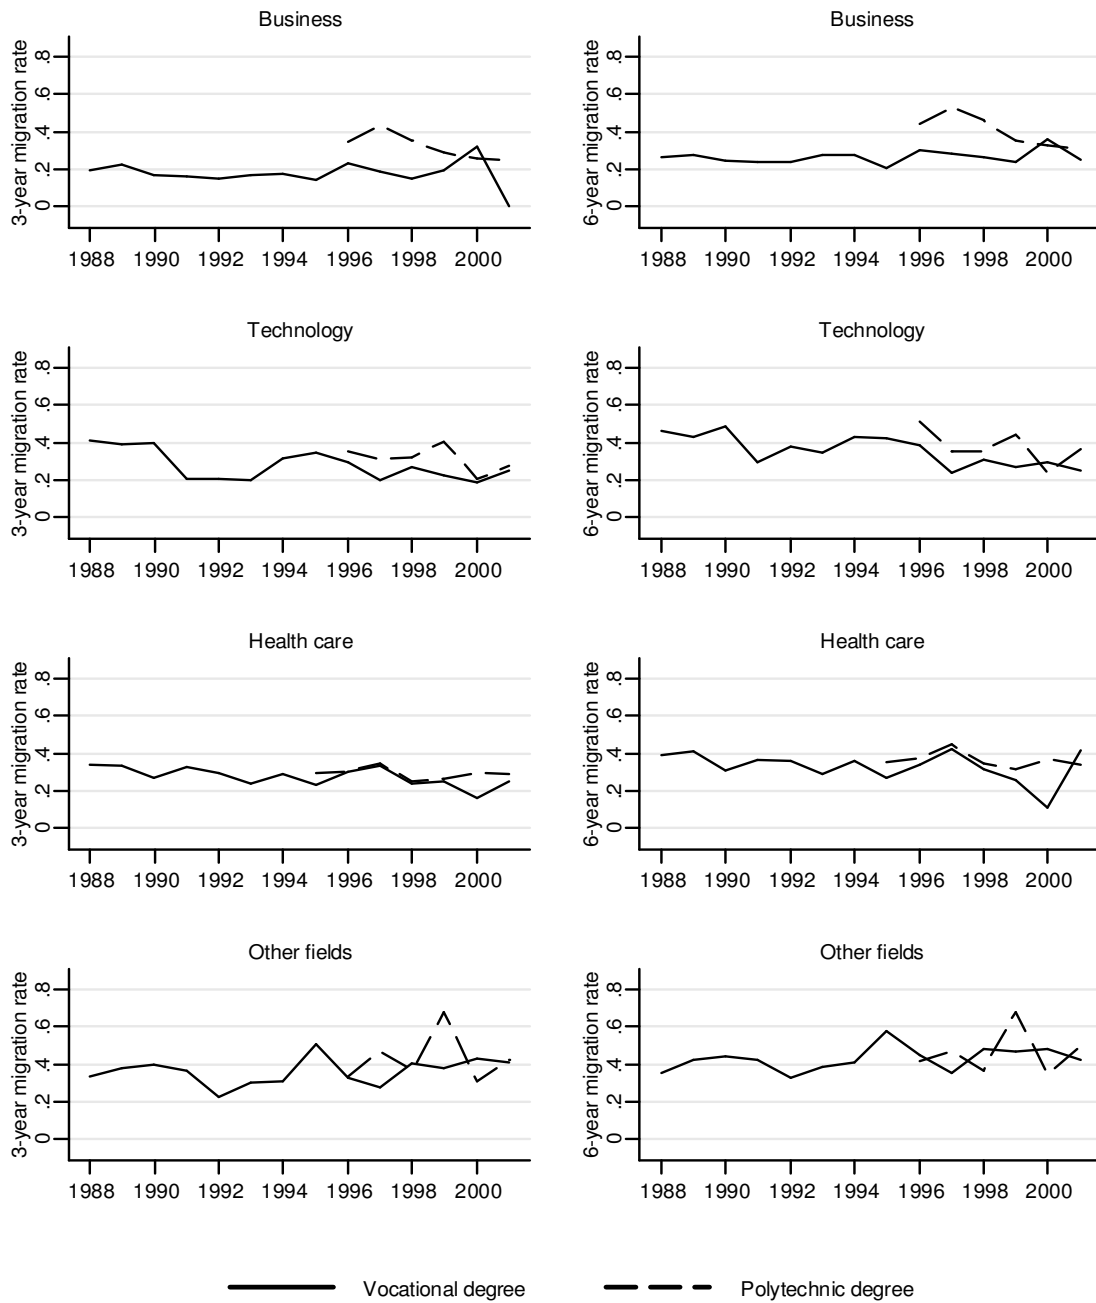 Business
3-year migration rate
0 .2 .4 .6 .8
1988 1990 1992 1994 1996 1998 2000
Business
6-year migration rate
0 .2 .4 .6 .8
1988 1990 1992 1994 1996 1998 2000
Technology
3-year migration rate
0 .2 .4 .6 .8
1988 1990 1992 1994 1996 1998 2000
Technology
6-year migration rate
0 .2 .4 .6 .8
1988 1990 1992 1994 1996 1998 2000
Health care
3-year migration rate
0 .2 .4 .6 .8
1988 1990 1992 1994 1996 1998 2000
Health care
6-year migration rate
0 .2 .4 .6 .8
1988 1990 1992 1994 1996 1998 2000
Other fields
3-year migration rate
0 .2 .4 .6 .8
1988 1990 1992 1994 1996 1998 2000
Other fields
6-year migration rate
0 .2 .4 .6 .8
1988 1990 1992 1994 1996 1998 2000
Vocational degree
Polytechnic degree